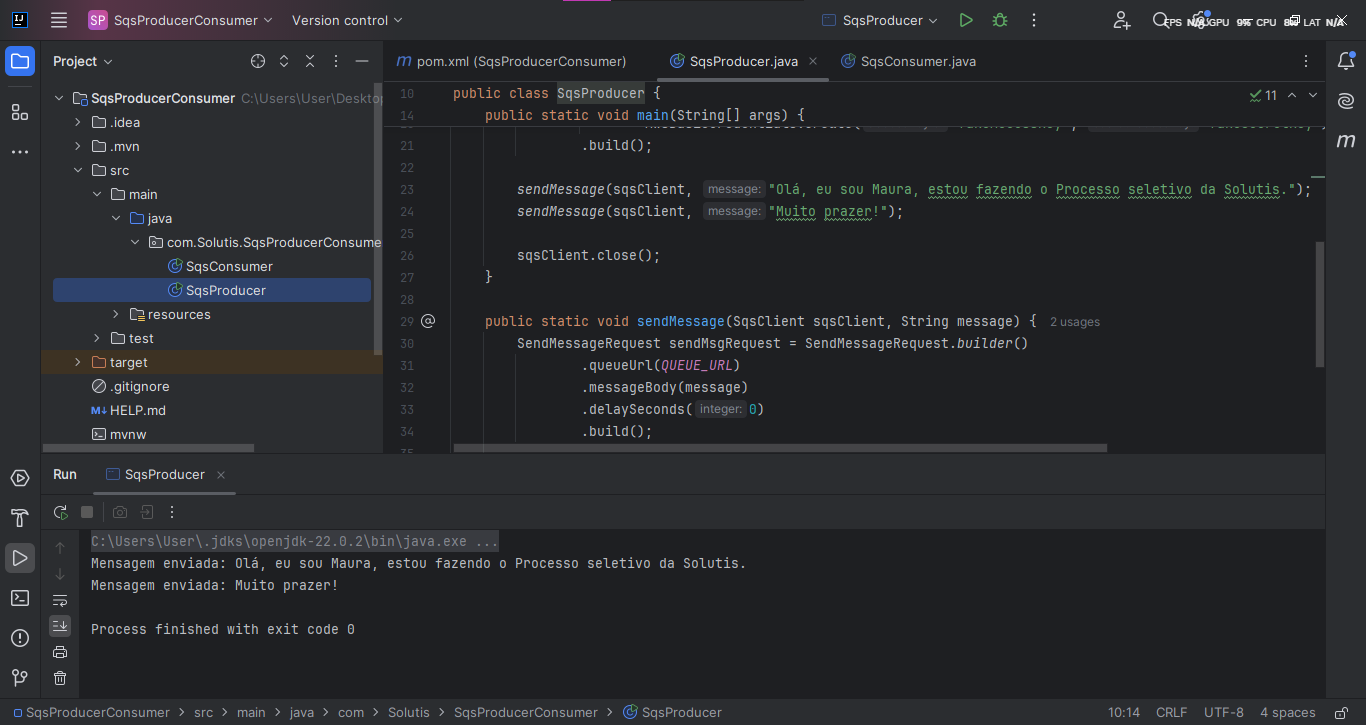 SP SqsProducerConsumer Version control SqsProducer
FPS N/A GPU 9% CPU 8% LAT N/A
Project
pom.xml (SqsProducerConsumer) SqsProducer.java SqsConsumer.java
SqsProducerConsumer C:\Users\User\Desktop
.idea
.mvn
src
main
java
com.Solutis.SqsProducerConsume
SqsConsumer
SqsProducer
resources
test
target
.gitignore
M↓ HELP.md
mvnw
11
10 public class SqsProducer {
14 public static void main(String[] args) {
21 .build();
22
23 sendMessage(sqsClient, message: "Olá, eu sou Maura, estou fazendo o Processo seletivo da Solutis.");
24 sendMessage(sqsClient, message: "Muito prazer!");
25
26 sqsClient.close();
27 }
28
29 public static void sendMessage(SqsClient sqsClient, String message) { 2 usages
30 SendMessageRequest sendMsgRequest = SendMessageRequest.builder()
31 .queueUrl(QUEUE_URL)
32 .messageBody(message)
33 .delaySeconds( integer: 0)
34 .build();
Run SqsProducer
C:\Users\User\.jdks\openjdk-22.0.2\bin\java.exe ...
Mensagem enviada: Olá, eu sou Maura, estou fazendo o Processo seletivo da Solutis.
Mensagem enviada: Muito prazer!
Process finished with exit code 0
SqsProducerConsumer > src > main > java > com > Solutis > SqsProducerConsumer > SqsProducer
10:14 CRLF UTF-8 4 spaces